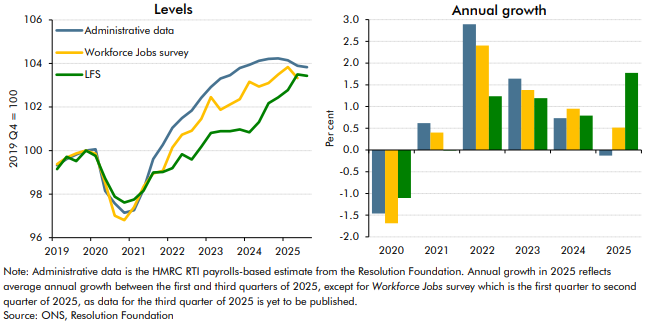 Levels
106
104
102
100
98
96
2019 Q4 = 100
Administrative data
Workforce Jobs survey
LFS
2019 2020 2021 2022 2023 2024 2025
Annual growth
3.0
2.5
2.0
1.5
1.0
0.5
0.0
-0.5
-1.0
-1.5
-2.0
Per cent
2020 2021 2022 2023 2024 2025
Note: Administrative data is the HMRC RTI payrolls-based estimate from the Resolution Foundation. Annual growth in 2025 reflects
average annual growth between the first and third quarters of 2025, except for Workforce Jobs survey which is the first quarter to second
quarter of 2025, as data for the third quarter of 2025 is yet to be published.
Source: ONS, Resolution Foundation